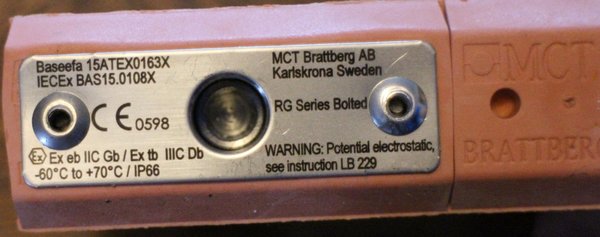 Baseefa 15ATEX0163X
IECEx BAS15.0108X
CE 0598
Ex Ex eb IIC Gb / Ex tb IIIC Db
-60°C to +70°C / IP66
MCT Brattberg AB
Karlskrona Sweden
RG Series Bolted
WARNING: Potential electrostatic,
see instruction LB 229
MCT
BRATTBERG